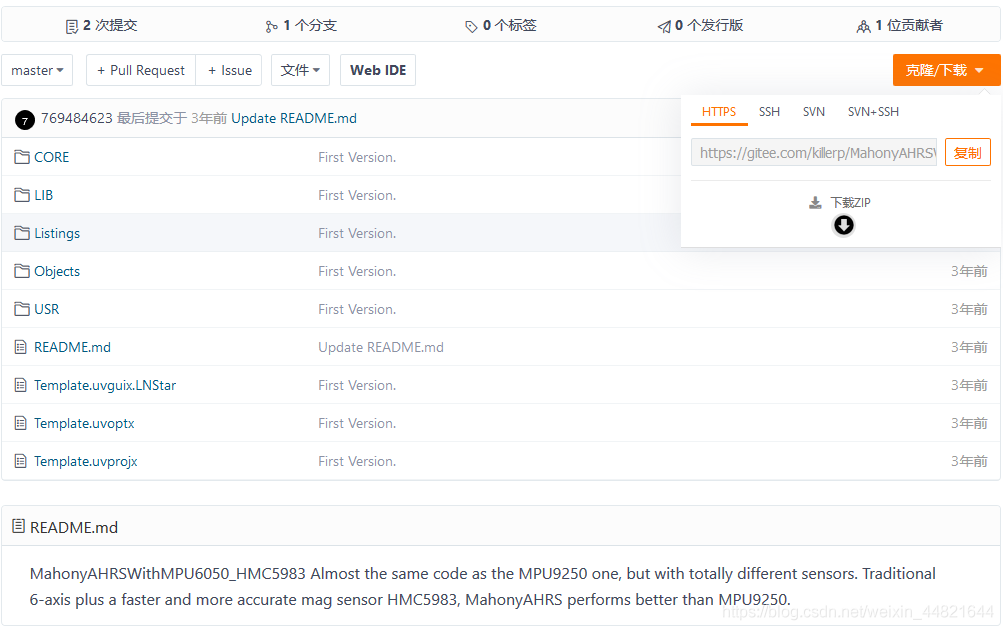 2 次提交 1 个分支 0 个标签 0 个发行版 1 位贡献者
master + Pull Request + Issue 文件 Web IDE 克隆/下载
HTTPS SSH SVN SVN+SSH
https://gitee.com/killerp/MahonyAHRSW 复制
下载ZIP
7 769484623 最后提交于 3年前 Update README.md
CORE First Version.
LIB First Version.
Listings First Version.
Objects First Version. 3年前
USR First Version. 3年前
README.md Update README.md 3年前
Template.uvguix.LNStar First Version. 3年前
Template.uvoptx First Version. 3年前
Template.uvprojx First Version. 3年前
README.md
MahonyAHRSWithMPU6050_HMC5983 Almost the same code as the MPU9250 one, but with totally different sensors. Traditional
6-axis plus a faster and more accurate mag sensor HMC5983, MahonyAHRS performs better than MPU9250.
https://blog.csdn.net/weixin_44821644